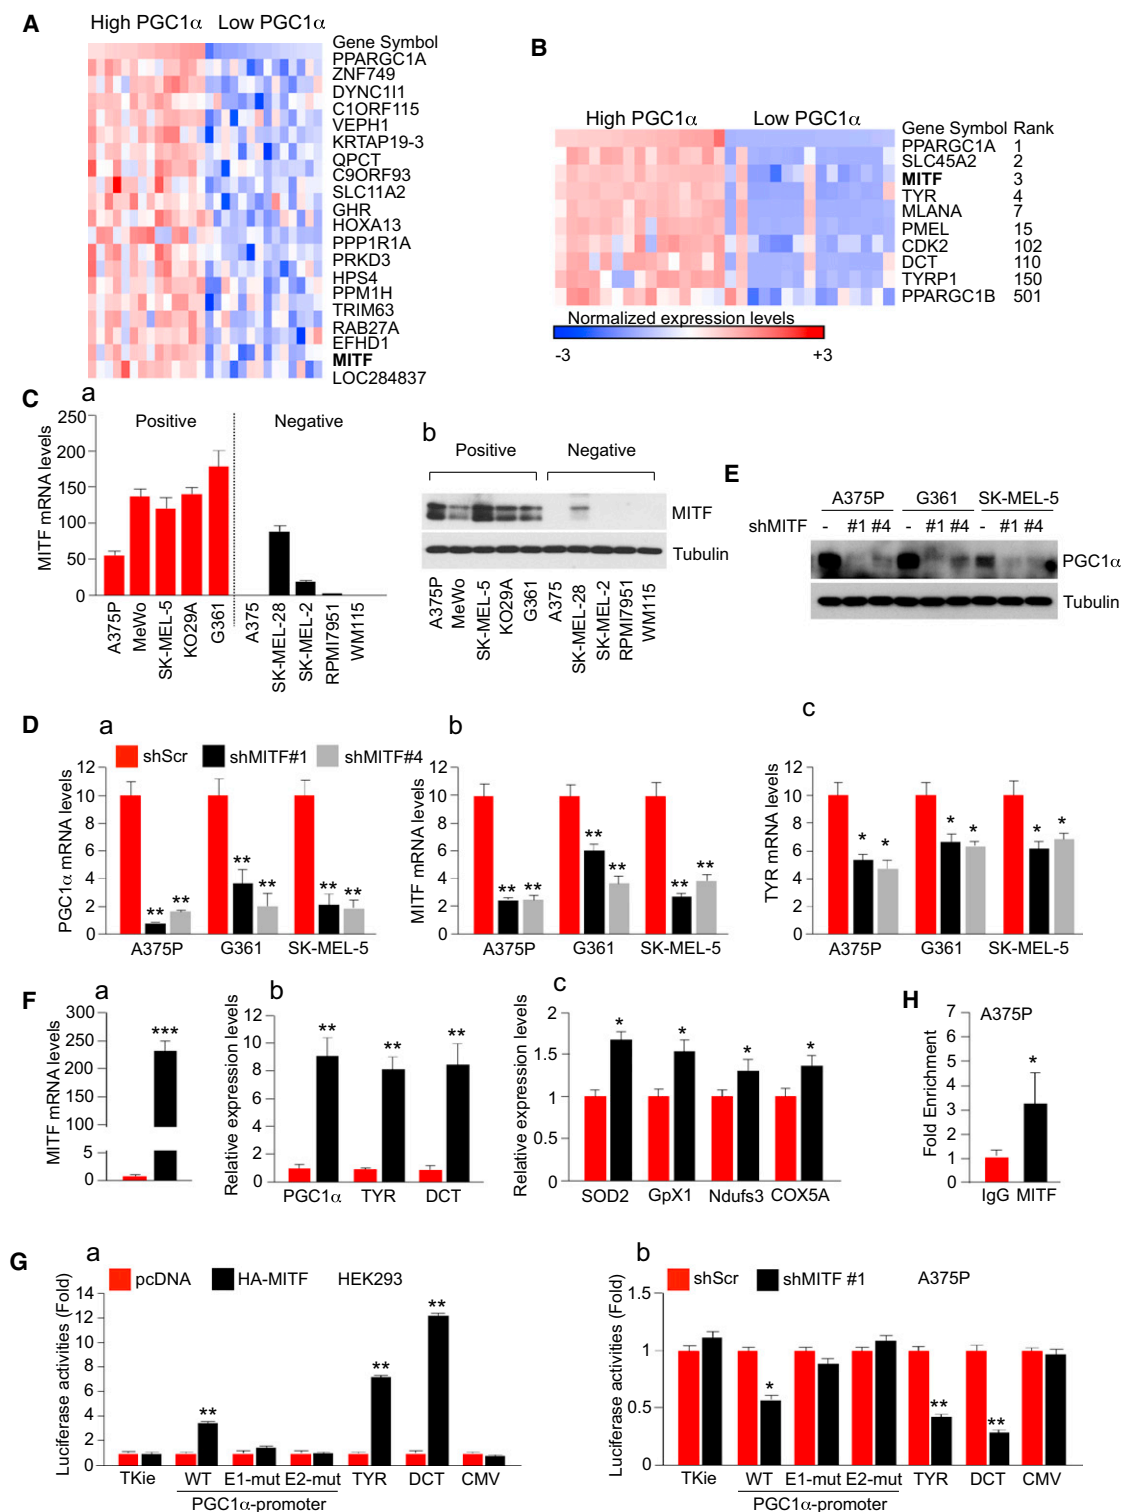 A
High PGC1α Low PGC1α
Gene Symbol
PPARGC1A
ZNF749
DYNC1I1
C1ORF115
VEPH1
KRTAP19-3
QPCT
C9ORF93
SLC11A2
GHR
HOXA13
PPP1R1A
PRKD3
HPS4
PPM1H
TRIM63
RAB27A
EFHD1
MITF
LOC284837
B
High PGC1α Low PGC1α
Gene Symbol Rank
PPARGC1A 1
SLC45A2 2
MITF 3
TYR 4
MLANA 7
PMEL 15
CDK2 102
DCT 110
TYRP1 150
PPARGC1B 501
Normalized expression levels
-3 +3
C
a
Positive Negative
MITF mRNA levels
250
200
150
100
50
0
A375P
MeWo
SK-MEL-5
KO29A
G361
A375
SK-MEL-28
SK-MEL-2
RPMI7951
WM115
b
Positive Negative
MITF
Tubulin
A375P
MeWo
SK-MEL-5
KO29A
G361
A375
SK-MEL-28
SK-MEL-2
RPMI7951
WM115
E
A375P G361 SK-MEL-5
shMITF - #1 #4 - #1 #4 - #1 #4
PGC1α
Tubulin
D
a
shScr shMITF#1 shMITF#4
PGC1α mRNA levels
12
10
8
6
4
2
0
** ** ** ** ** **
A375P G361 SK-MEL-5
b
MITF mRNA levels
12
10
8
6
4
2
0
** ** ** ** ** **
A375P G361 SK-MEL-5
c
TYR mRNA levels
12
10
8
6
4
2
0
* * * * * *
A375P G361 SK-MEL-5
F
a
MITF mRNA levels
300
250
200
150
100
5
0
***
b
Relative expression levels
12
10
8
6
4
2
0
** ** **
PGC1α TYR DCT
c
Relative expression levels
2
1.5
1
0.5
0
* * * *
SOD2 GpX1 Ndufs3 COX5A
H
A375P
Fold Enrichment
7
6
5
4
3
2
1
0
*
IgG MITF
G
a
pcDNA HA-MITF HEK293
Luciferase activities (Fold)
14
12
10
8
6
4
2
0
** ** **
TKie WT E1-mut E2-mut TYR DCT CMV
PGC1α-promoter
b
shScr shMITF #1 A375P
Luciferase activities (Fold)
1.5
1
0.5
0
* ** **
TKie WT E1-mut E2-mut TYR DCT CMV
PGC1α-promoter